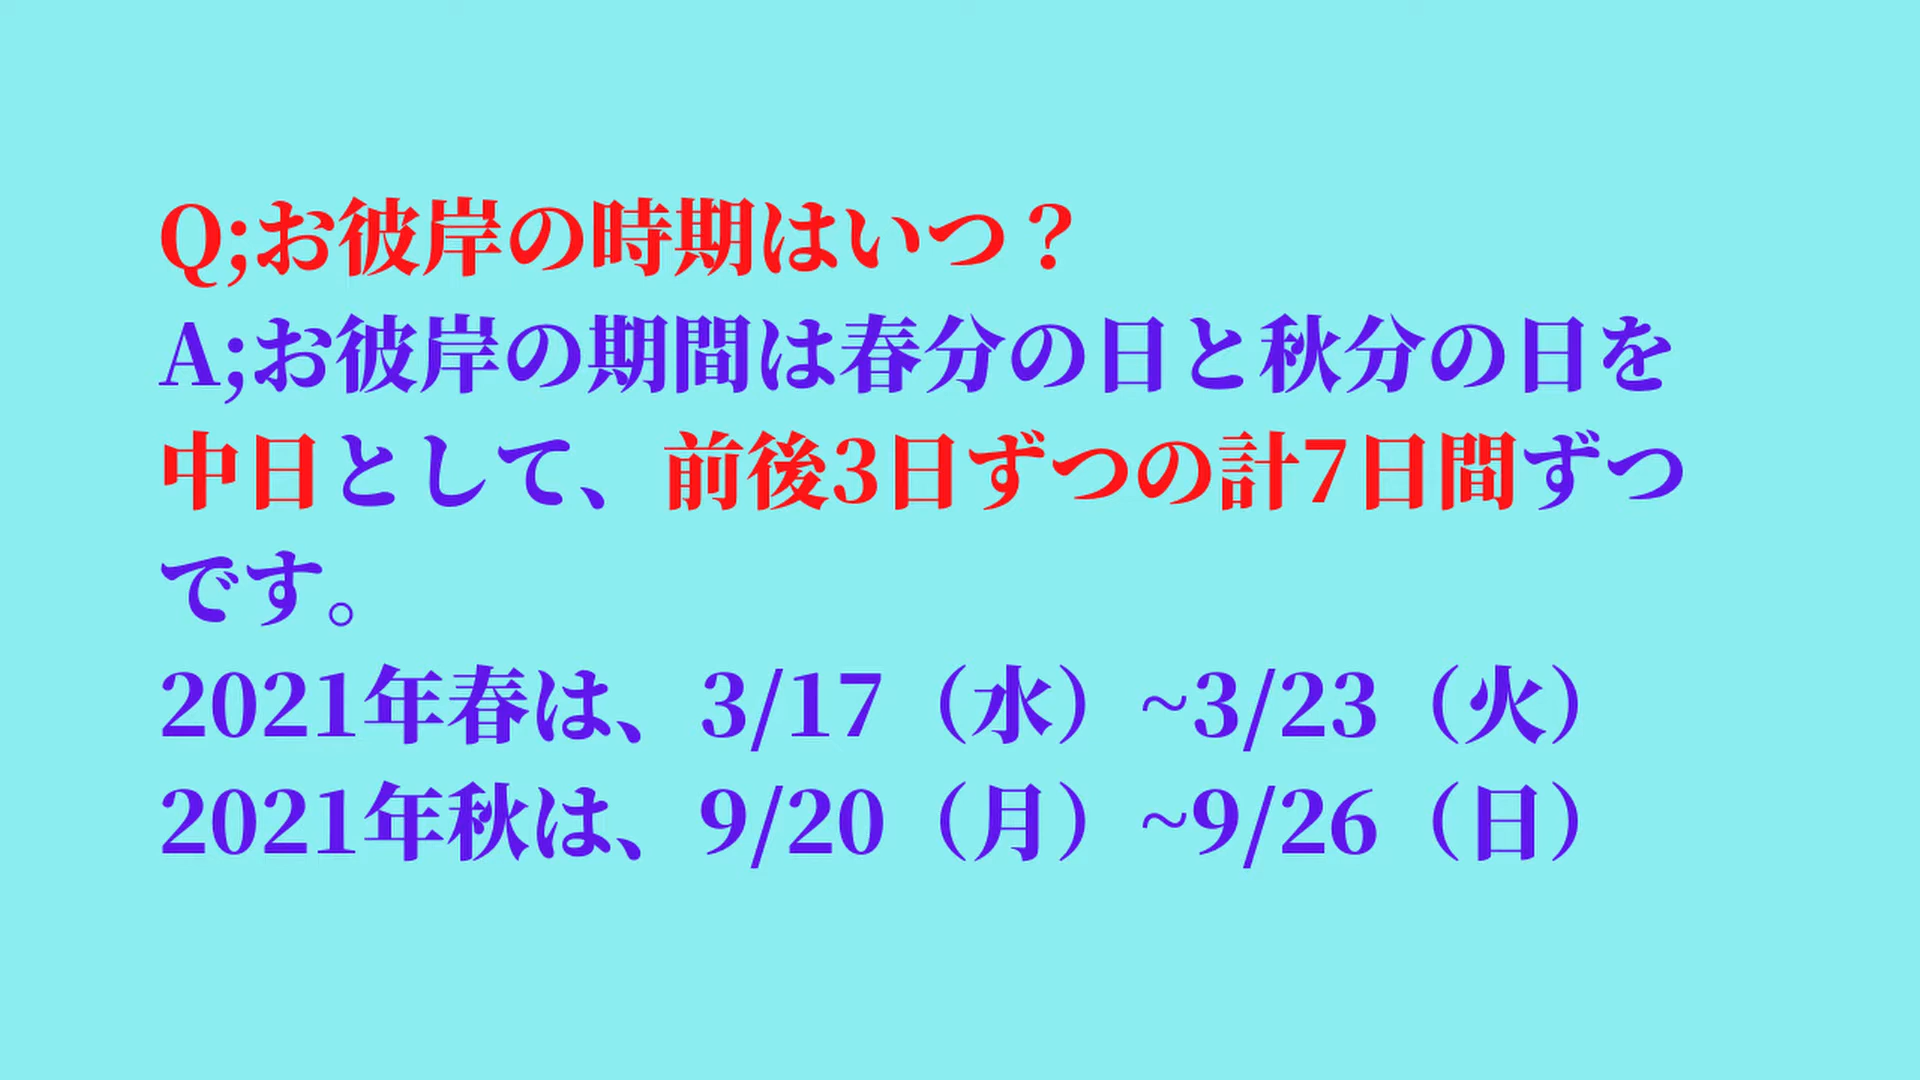 Q;お彼岸の時期はいつ？
A;お彼岸の期間は春分の日と秋分の日を
中日として、前後3日ずつの計7日間ずつ
です。
2021年春は、3/17（水）~3/23（火）
2021年秋は、9/20（月）~9/26（日）